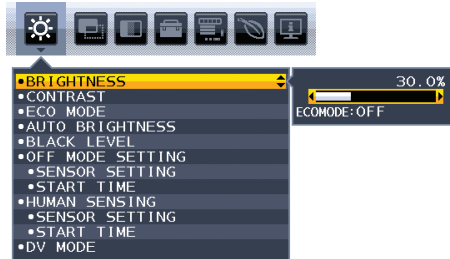 •BRIGHTNESS
•CONTRAST
•ECO MODE
•AUTO BRIGHTNESS
•BLACK LEVEL
•OFF MODE SETTING
•SENSOR SETTING
•START TIME
•HUMAN SENSING
•SENSOR SETTING
•START TIME
•DV MODE
30.0%
ECOMODE:OFF